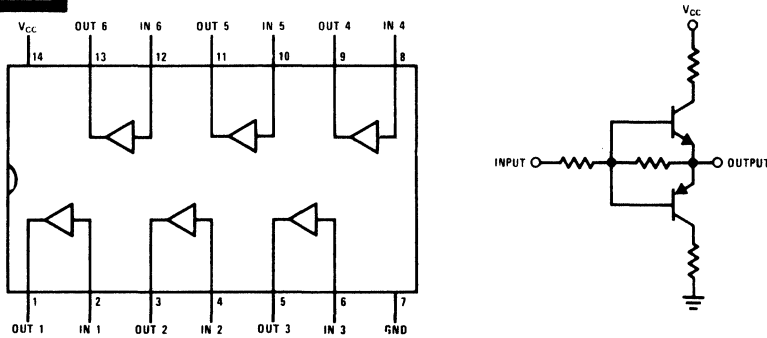 V_CC OUT 6 IN 6 OUT 5 IN 5 OUT 4 IN 4
14 13 12 11 10 9 8
1 2 3 4 5 6 7
OUT 1 IN 1 OUT 2 IN 2 OUT 3 IN 3 GND
V_CC
INPUT OUTPUT